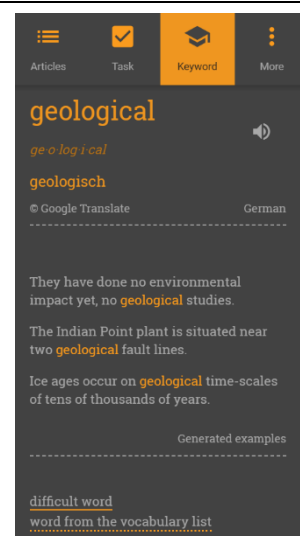 Articles Task Keyword More
geological
ge·o·log·i·cal
geologisch
© Google Translate German
They have done no environmental
impact yet, no geological studies.
The Indian Point plant is situated near
two geological fault lines.
Ice ages occur on geological time-scales
of tens of thousands of years.
Generated examples
difficult word
word from the vocabulary list